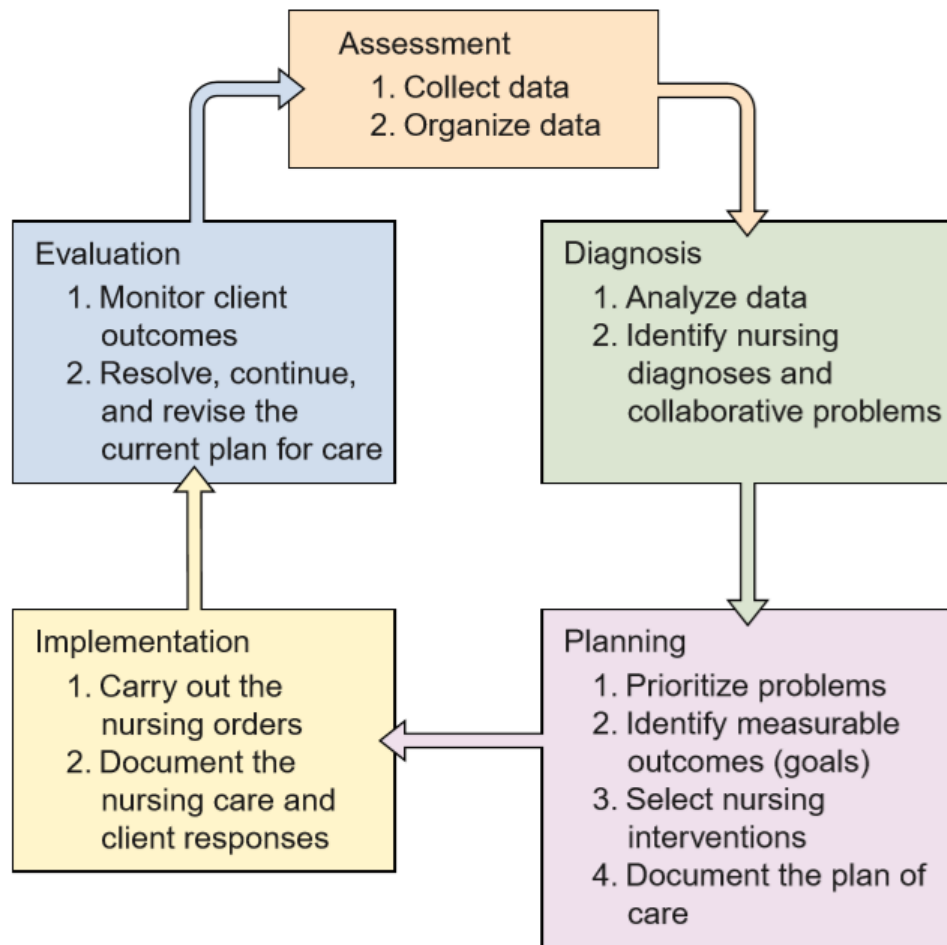 Assessment
1. Collect data
2. Organize data
Diagnosis
1. Analyze data
2. Identify nursing
diagnoses and
collaborative problems
Planning
1. Prioritize problems
2. Identify measurable
outcomes (goals)
3. Select nursing
interventions
4. Document the plan of
care
Implementation
1. Carry out the
nursing orders
2. Document the
nursing care and
client responses
Evaluation
1. Monitor client
outcomes
2. Resolve, continue,
and revise the
current plan for care